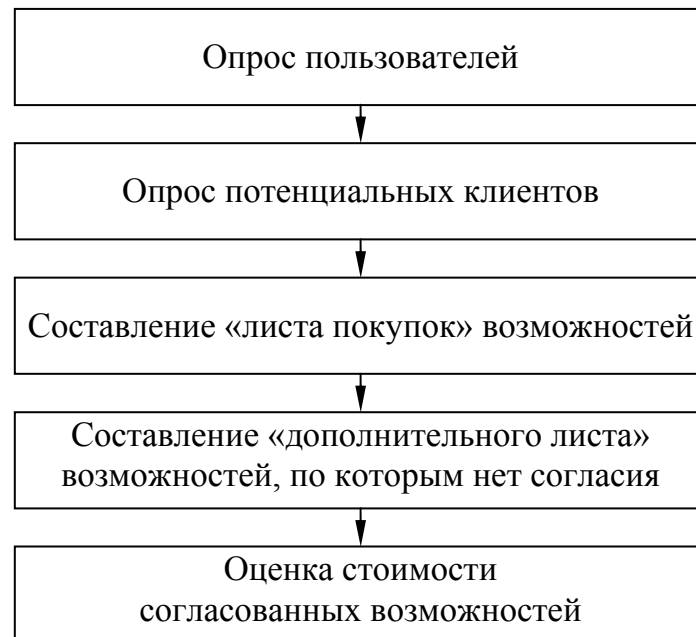 Опрос пользователей
Опрос потенциальных клиентов
Составление «листа покупок» возможностей
Составление «дополнительного листа»
возможностей, по которым нет согласия
Оценка стоимости
согласованных возможностей